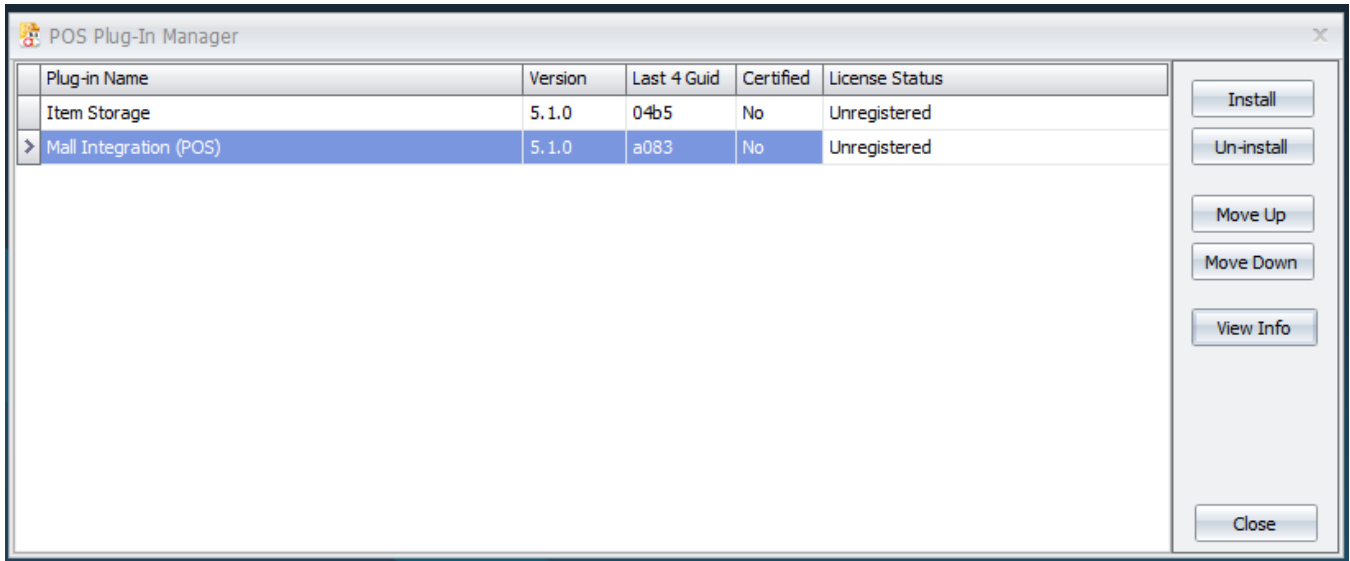 POS Plug-In Manager
Plug-in Name Version Last 4 Guid Certified License Status
Item Storage 5.1.0 04b5 No Unregistered
Mall Integration (POS) 5.1.0 a083 No Unregistered
Install
Un-install
Move Up
Move Down
View Info
Close